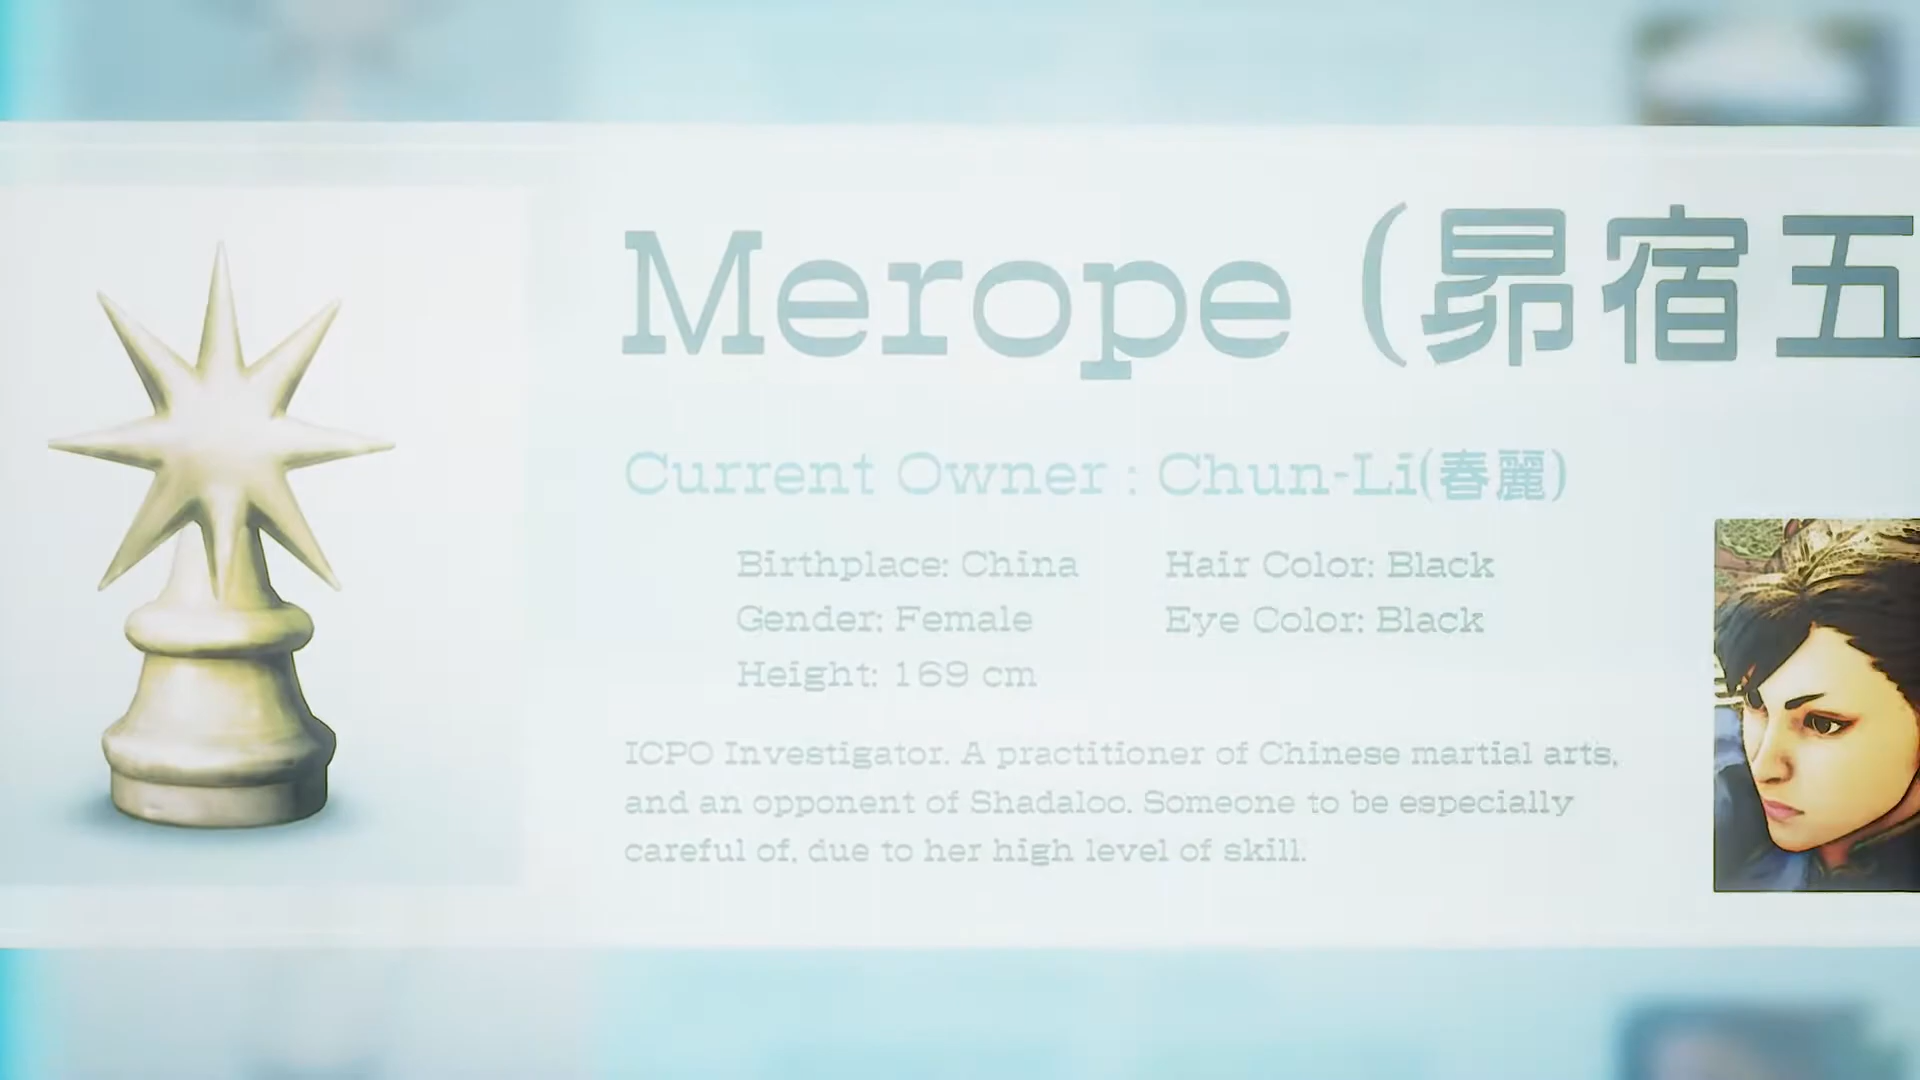 Merope (昴宿五
Current Owner : Chun-Li(春麗)
Birthplace: China
Hair Color: Black
Gender: Female
Eye Color: Black
Height: 169 cm
ICPO Investigator. A practitioner of Chinese martial arts,
and an opponent of Shadaloo. Someone to be especially
careful of, due to her high level of skill.